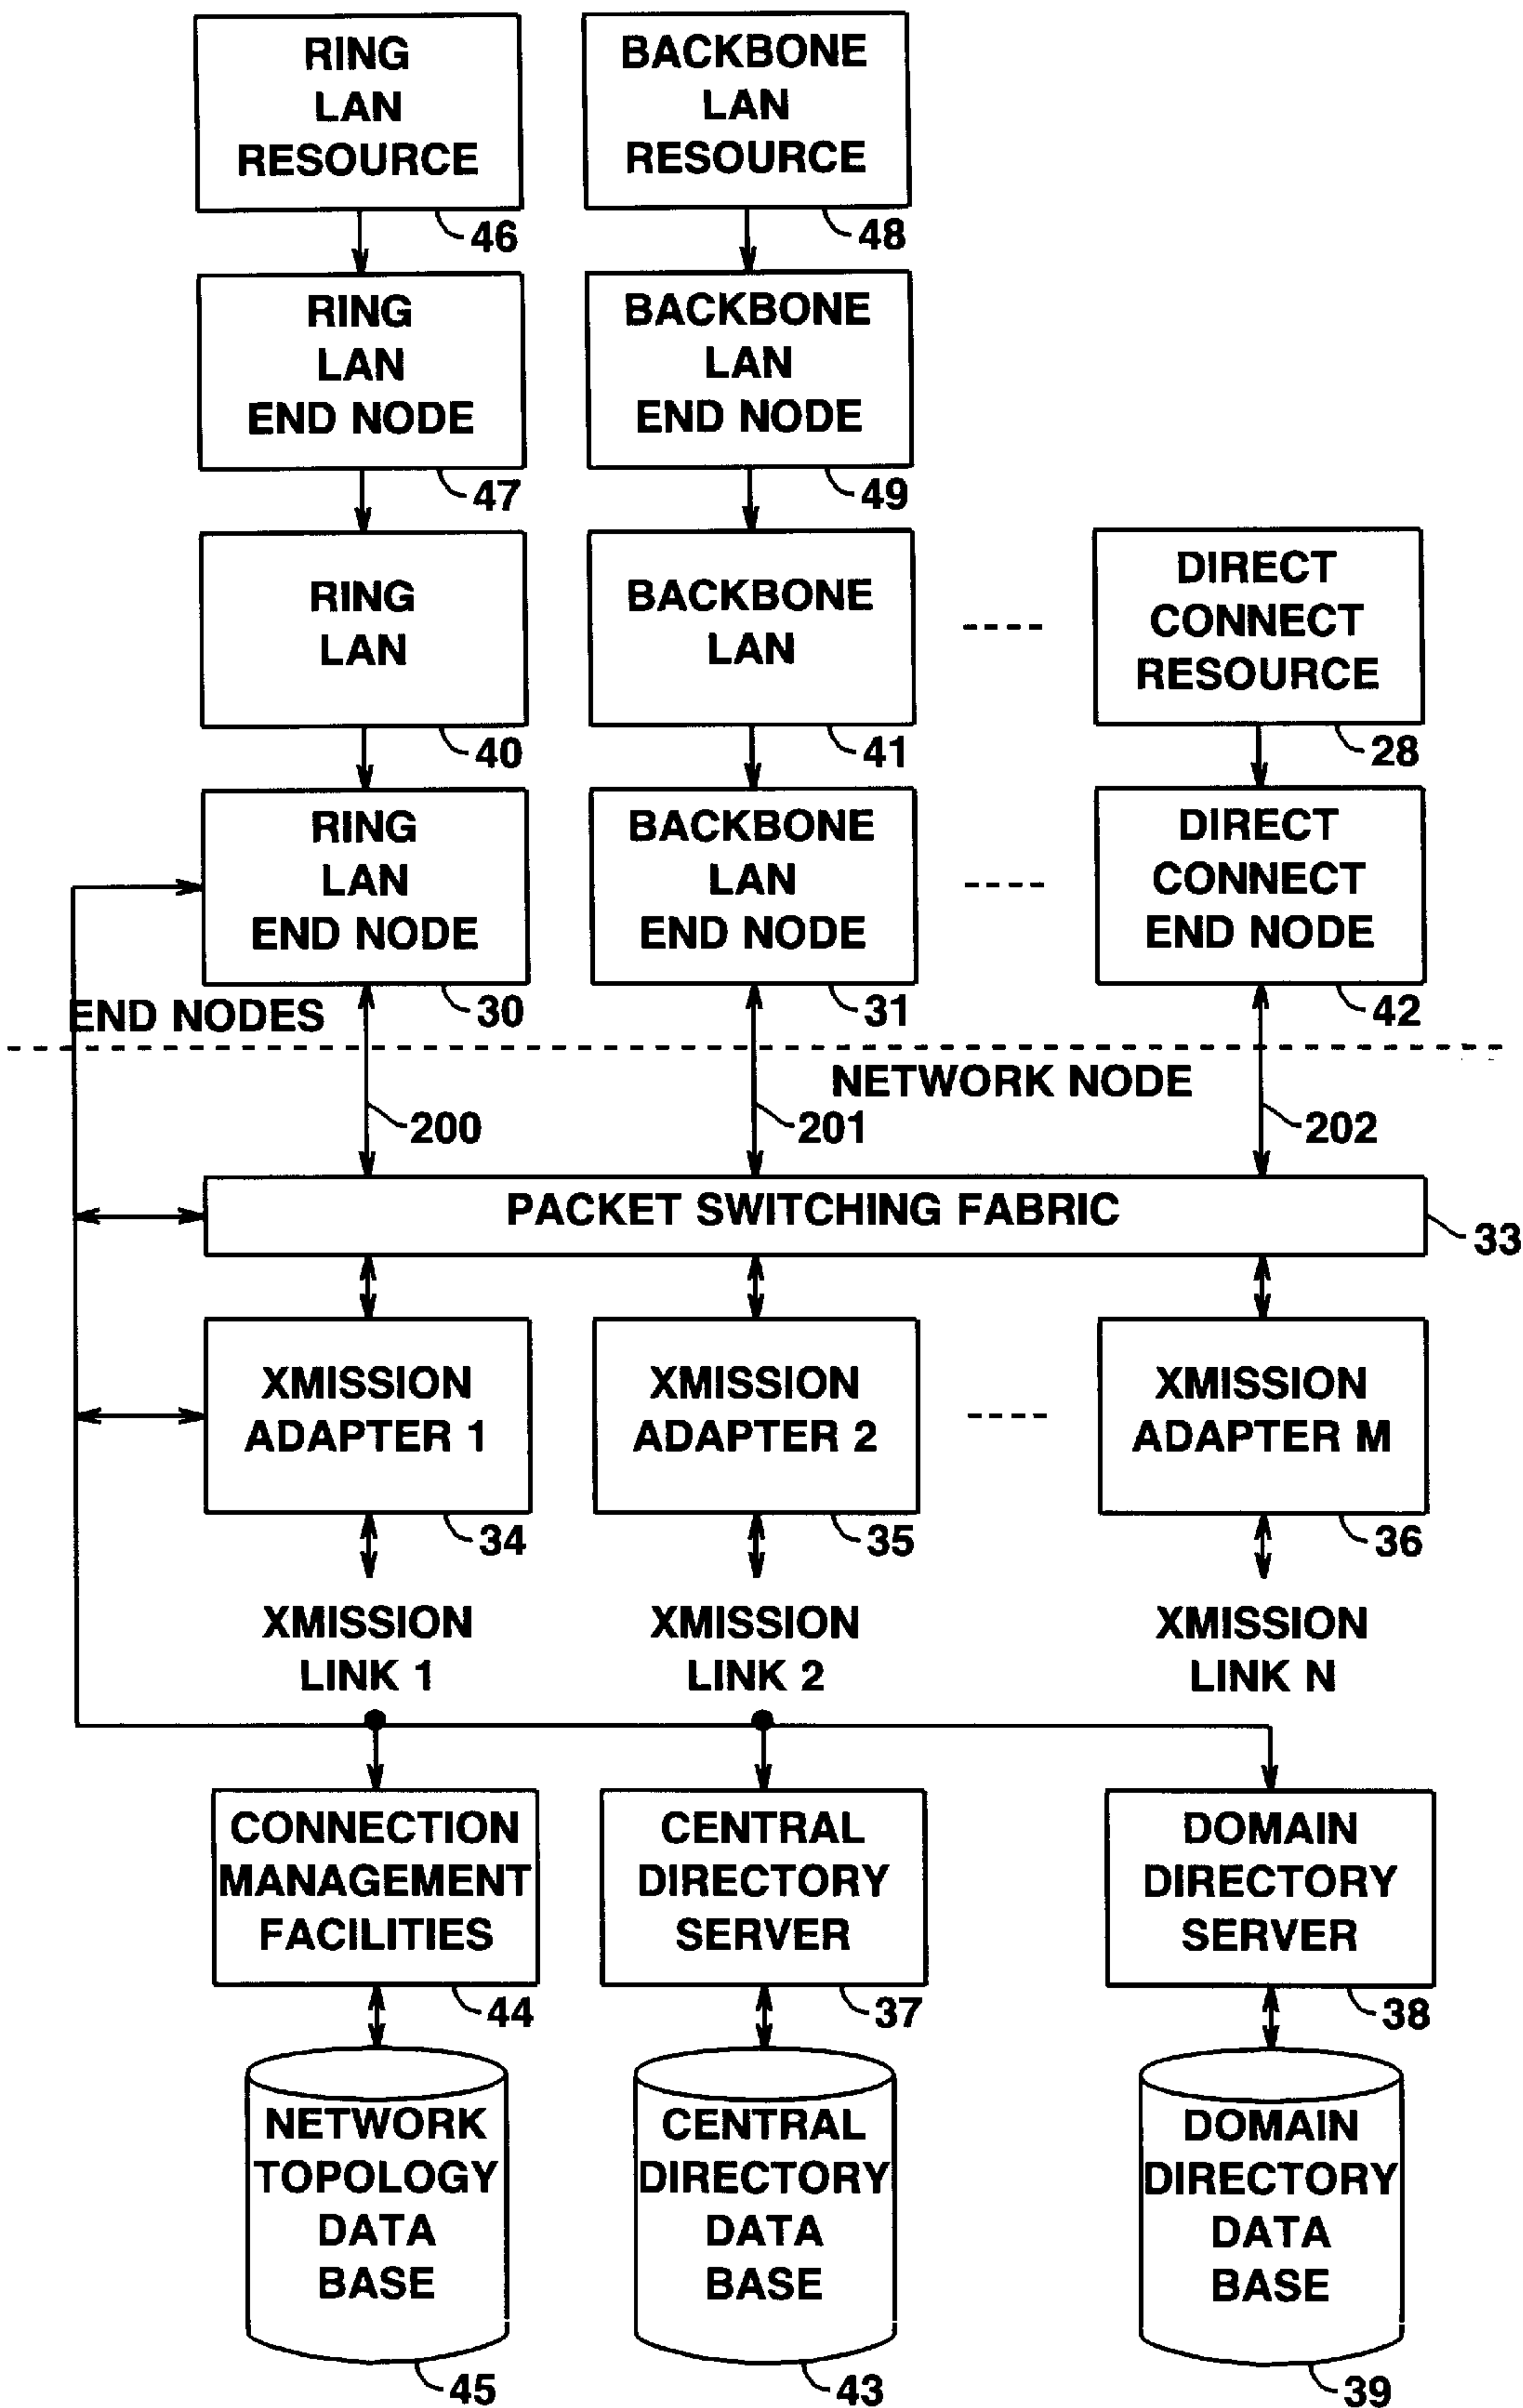 RING
LAN
RESOURCE
46
BACKBONE
LAN
RESOURCE
48
RING
LAN
END NODE
47
BACKBONE
LAN
END NODE
49
RING
LAN
40
BACKBONE
LAN
41
DIRECT
CONNECT
RESOURCE
28
RING
LAN
END NODE
30
BACKBONE
LAN
END NODE
31
DIRECT
CONNECT
END NODE
42
END NODES
NETWORK NODE
200
201
202
PACKET SWITCHING FABRIC
33
XMISSION
ADAPTER 1
34
XMISSION
ADAPTER 2
35
XMISSION
ADAPTER M
36
XMISSION
LINK 1
XMISSION
LINK 2
XMISSION
LINK N
CONNECTION
MANAGEMENT
FACILITIES
44
CENTRAL
DIRECTORY
SERVER
37
DOMAIN
DIRECTORY
SERVER
38
NETWORK
TOPOLOGY
DATA
BASE
45
CENTRAL
DIRECTORY
DATA
BASE
43
DOMAIN
DIRECTORY
DATA
BASE
39